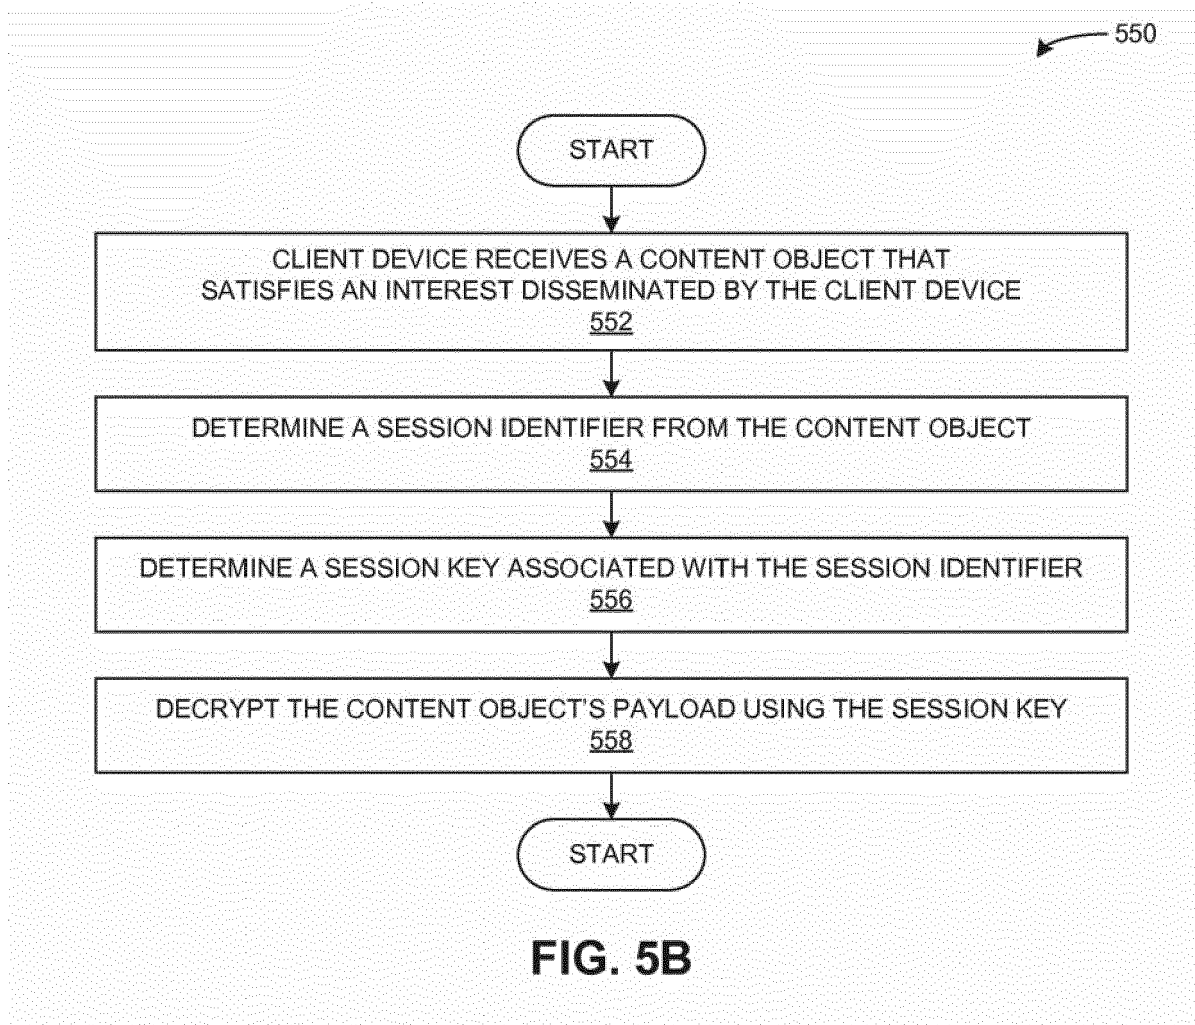 550
START
CLIENT DEVICE RECEIVES A CONTENT OBJECT THAT
SATISFIES AN INTEREST DISSEMINATED BY THE CLIENT DEVICE
552
DETERMINE A SESSION IDENTIFIER FROM THE CONTENT OBJECT
554
DETERMINE A SESSION KEY ASSOCIATED WITH THE SESSION IDENTIFIER
556
DECRYPT THE CONTENT OBJECT'S PAYLOAD USING THE SESSION KEY
558
START
FIG. 5B